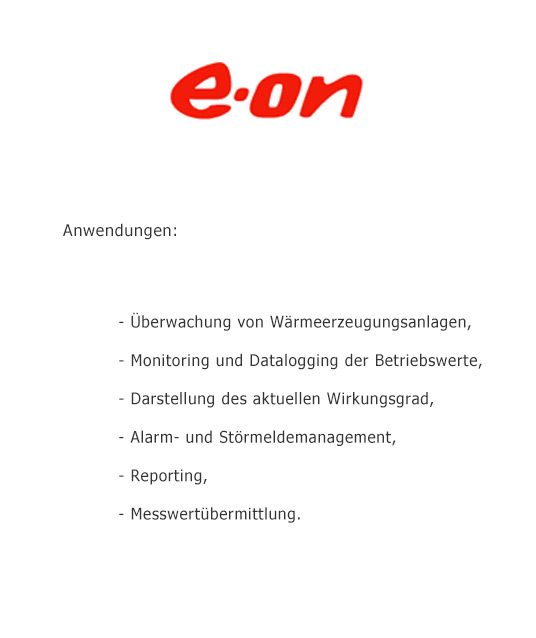 e·on
Anwendungen:
- Überwachung von Wärmeerzeugungsanlagen,
- Monitoring und Datalogging der Betriebswerte,
- Darstellung des aktuellen Wirkungsgrad,
- Alarm- und Störmeldemanagement,
- Reporting,
- Messwertübermittlung.